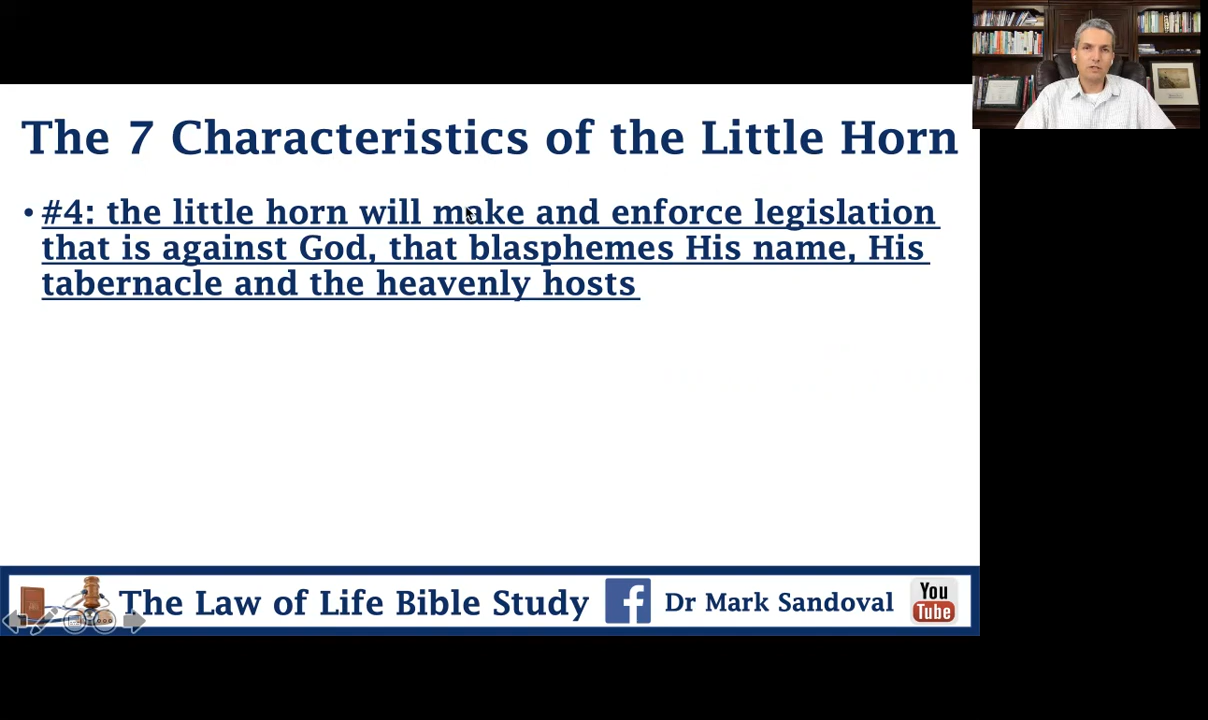 The 7 Characteristics of the Little Horn
• #4: the little horn will make and enforce legislation
that is against God, that blasphemes His name, His
tabernacle and the heavenly hosts
The Law of Life Bible Study
Dr Mark Sandoval
You
Tube